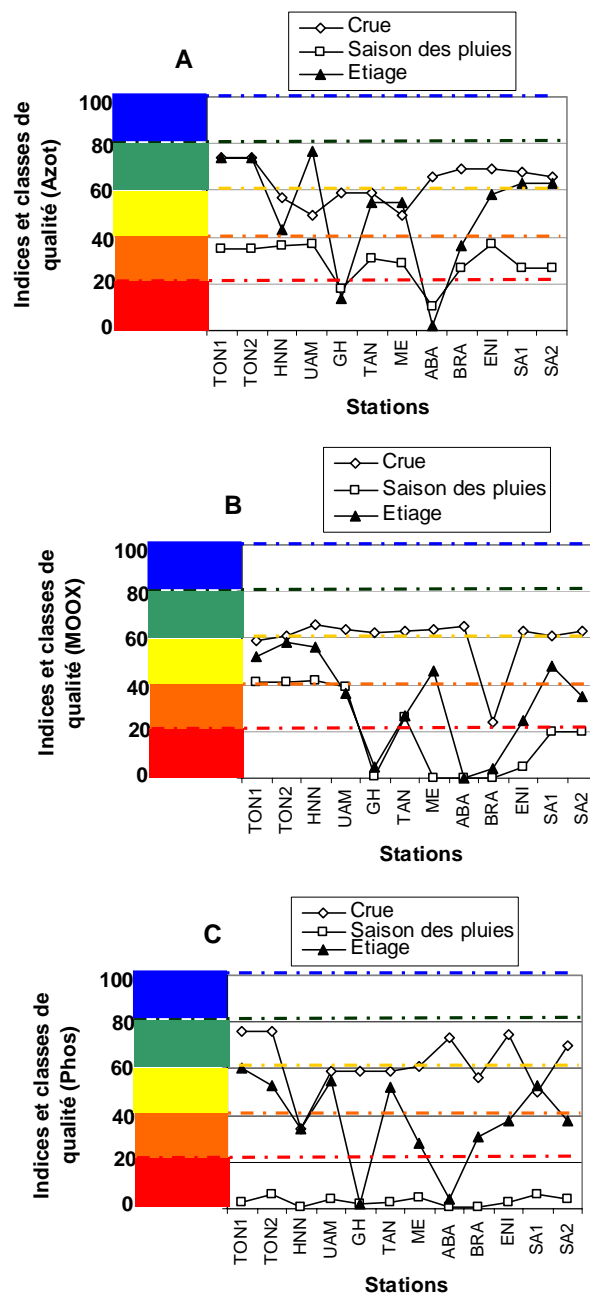 A
Crue
Saison des pluies
Etiage
Indices et classes de
qualité (Azot)
100
80
60
40
20
0
TON1
TON2
HNN
UAM
GH
TAN
ME
ABA
BRA
ENI
SA1
SA2
Stations
B
Crue
Saison des pluies
Etiage
Indices et classes de
qualité (MOOX)
100
80
60
40
20
0
TON1
TON2
HNN
UAM
GH
TAN
ME
ABA
BRA
ENI
SA1
SA2
Stations
C
Crue
Saison des pluies
Etiage
Indices et classes de
qualité (Phos)
100
80
60
40
20
0
TON1
TON2
HNN
UAM
GH
TAN
ME
ABA
BRA
ENI
SA1
SA2
Stations